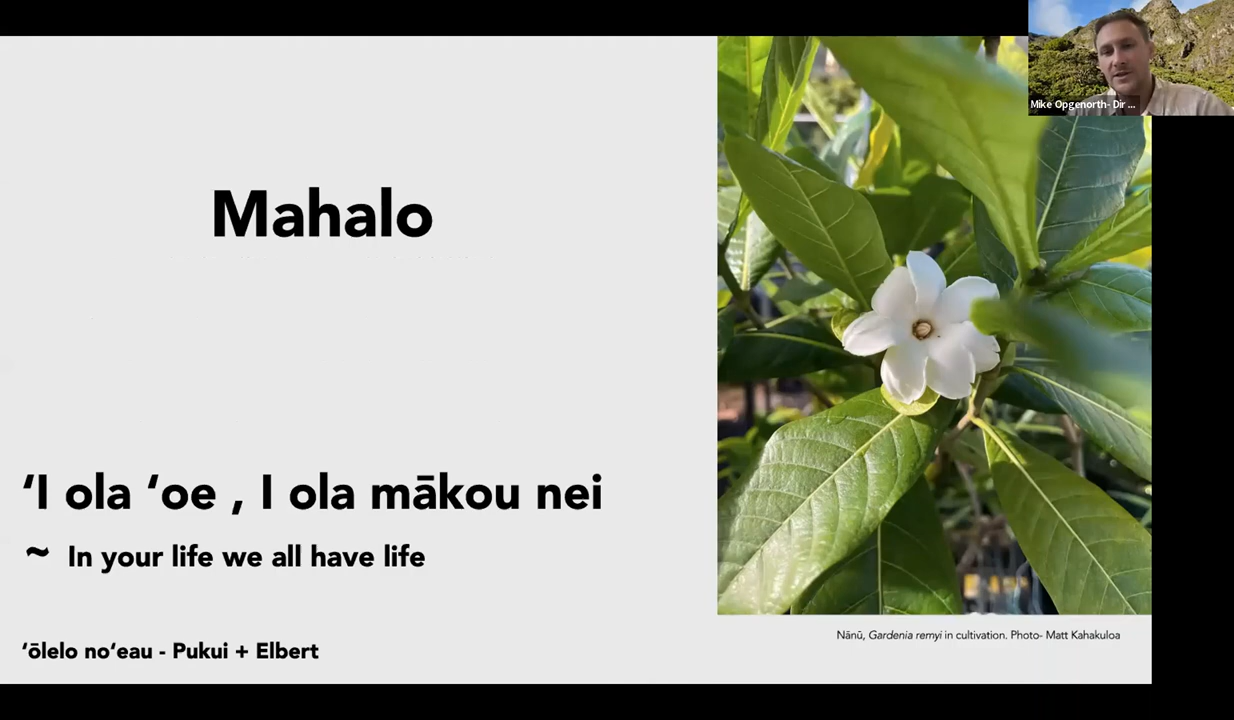 Mahalo
ʻI ola ʻoe , I ola mākou nei
~ In your life we all have life
ʻōlelo noʻeau - Pukui + Elbert
Nānū, Gardenia remyi in cultivation. Photo- Matt Kahakuloa
Mike Opgenorth- Dir ...